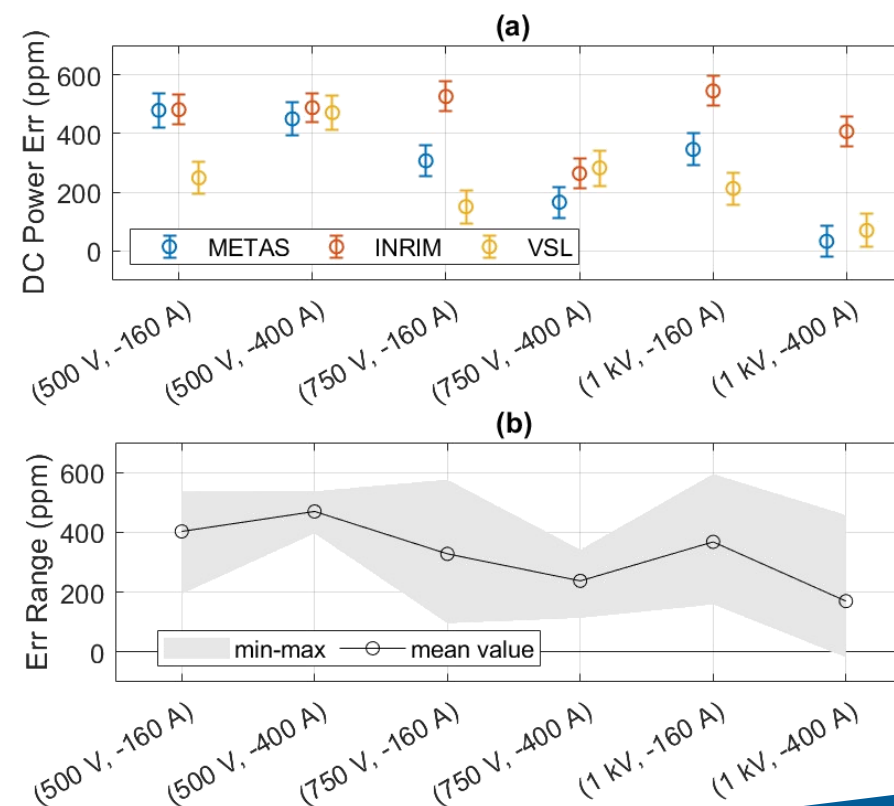 (a)
DC Power Err (ppm)
600
400
200
0
METAS INRIM VSL
(500 V, -160 A)
(500 V, -400 A)
(750 V, -160 A)
(750 V, -400 A)
(1 kV, -160 A)
(1 kV, -400 A)
(b)
Err Range (ppm)
600
400
200
0
min-max mean value
(500 V, -160 A)
(500 V, -400 A)
(750 V, -160 A)
(750 V, -400 A)
(1 kV, -160 A)
(1 kV, -400 A)